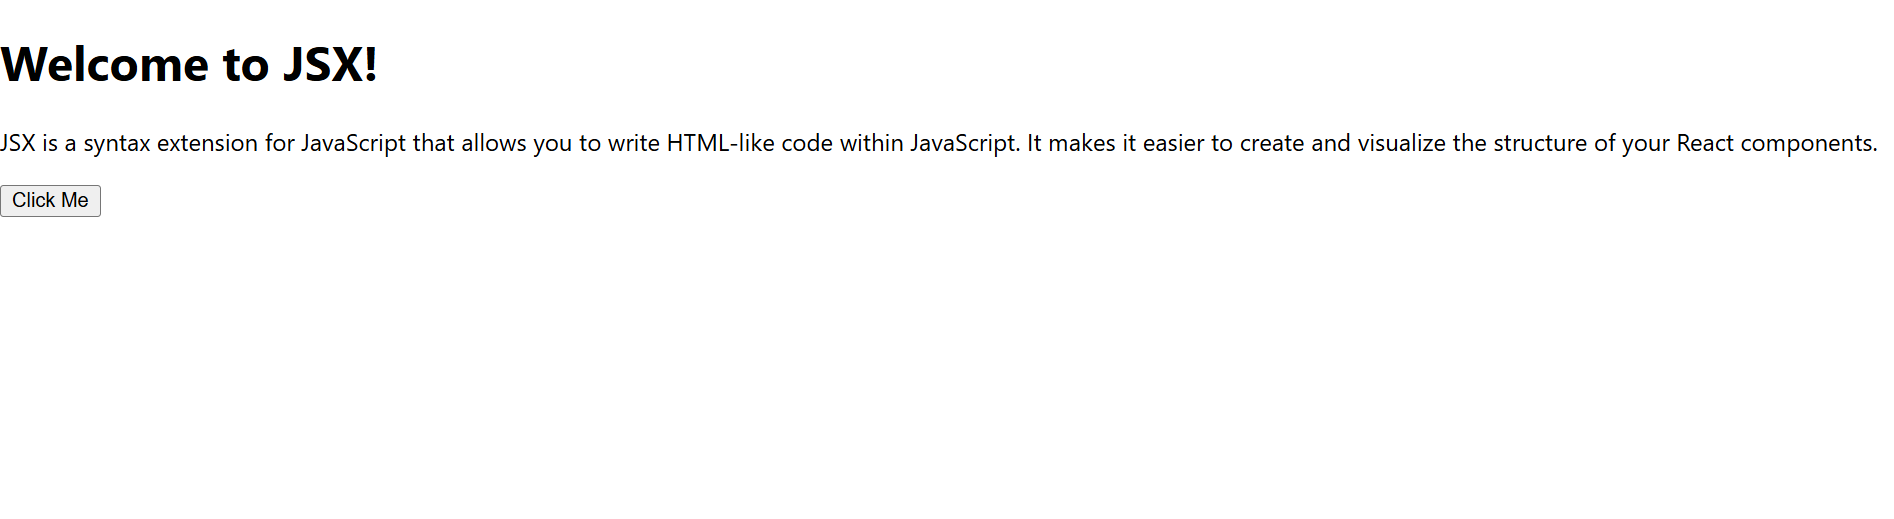 Welcome to JSX!
JSX is a syntax extension for JavaScript that allows you to write HTML-like code within JavaScript. It makes it easier to create and visualize the structure of your React components.
Click Me